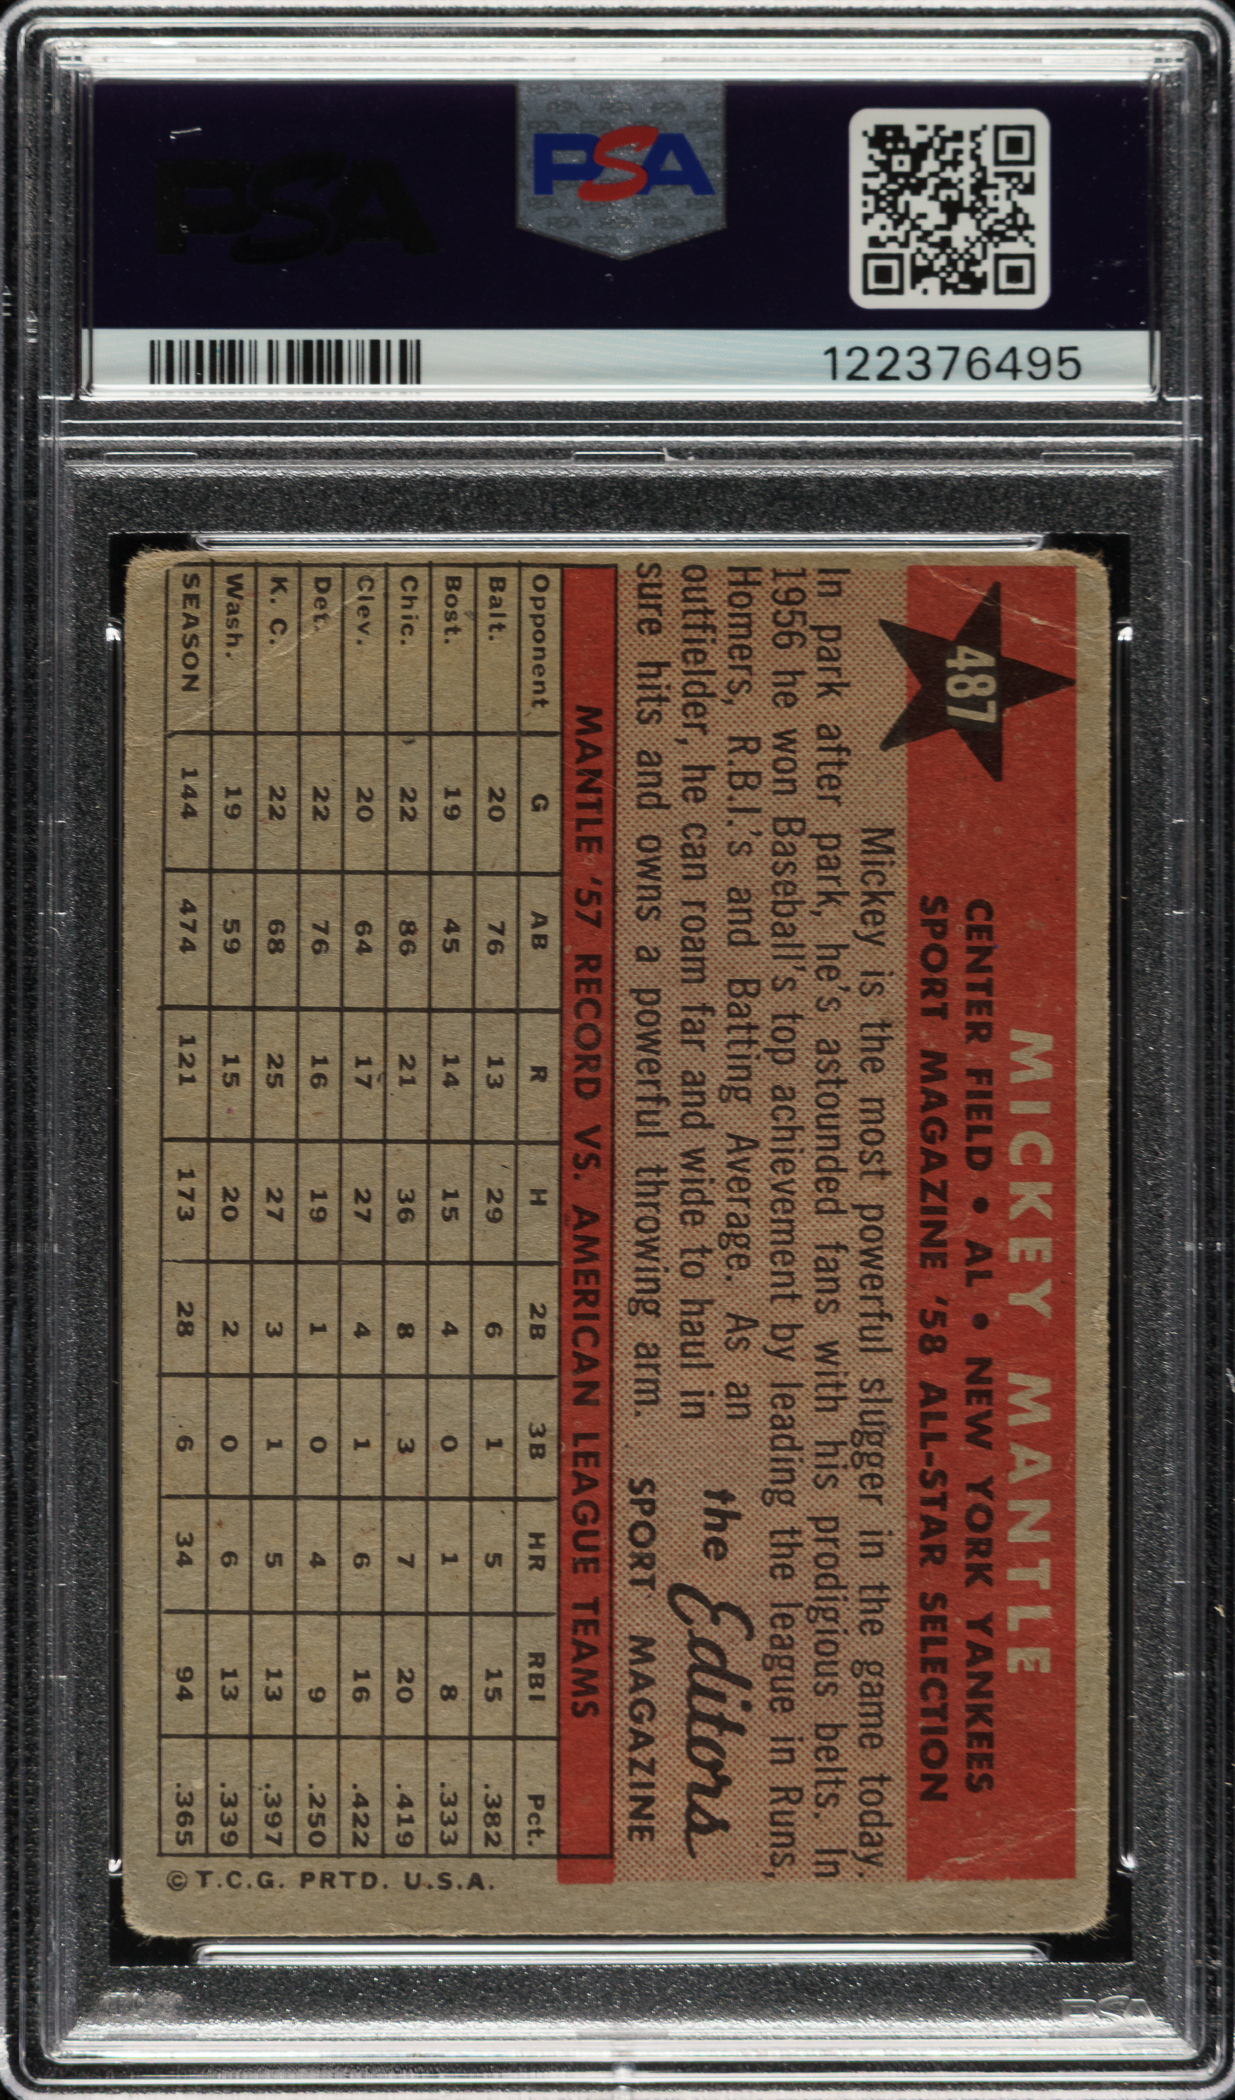 PSA
PSA
122376495
487
MICKEY MANTLE
CENTER FIELD • AL • NEW YORK YANKEES
SPORT MAGAZINE '58 ALL-STAR SELECTION
Mickey is the most powerful slugger in the game today.
In park after park, he's astounded fans with his prodigious belts. In
1956 he won Baseball's top achievement by leading the league in Runs,
Homers, R.B.I.'s and Batting Average. As an
outfielder, he can roam far and wide to haul in
sure hits and owns a powerful throwing arm.
the Editors
SPORT MAGAZINE
MANTLE '57 RECORD VS. AMERICAN LEAGUE TEAMS
Opponent G AB R H 2B 3B HR RBI Pct.
Balt. 20 76 13 29 6 1 5 15 .382
Bost. 19 45 14 15 4 0 1 8 .333
Chic. 22 86 21 36 8 3 7 20 .419
Clev. 20 64 17 27 4 1 6 16 .422
Det. 22 76 16 19 1 0 4 9 .250
K. C. 22 68 25 27 3 1 5 13 .397
Wash. 19 59 15 20 2 0 6 13 .339
SEASON 144 474 121 173 28 6 34 94 .365
© T.C.G. PRTD. U.S.A.
PSA